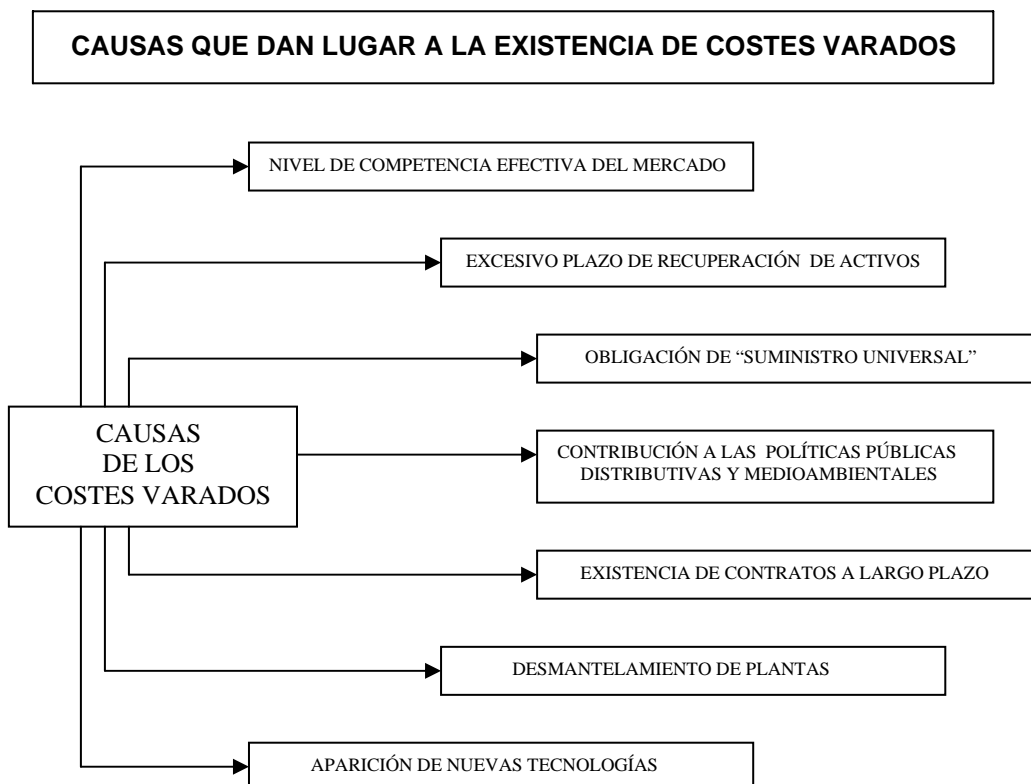 CAUSAS QUE DAN LUGAR A LA EXISTENCIA DE COSTES VARADOS
NIVEL DE COMPETENCIA EFECTIVA DEL MERCADO
EXCESIVO PLAZO DE RECUPERACIÓN DE ACTIVOS
OBLIGACIÓN DE “SUMINISTRO UNIVERSAL”
CAUSAS
DE LOS
COSTES VARADOS
CONTRIBUCIÓN A LAS POLÍTICAS PÚBLICAS
DISTRIBUTIVAS Y MEDIOAMBIENTALES
EXISTENCIA DE CONTRATOS A LARGO PLAZO
DESMANTELAMIENTO DE PLANTAS
APARICIÓN DE NUEVAS TECNOLOGÍAS